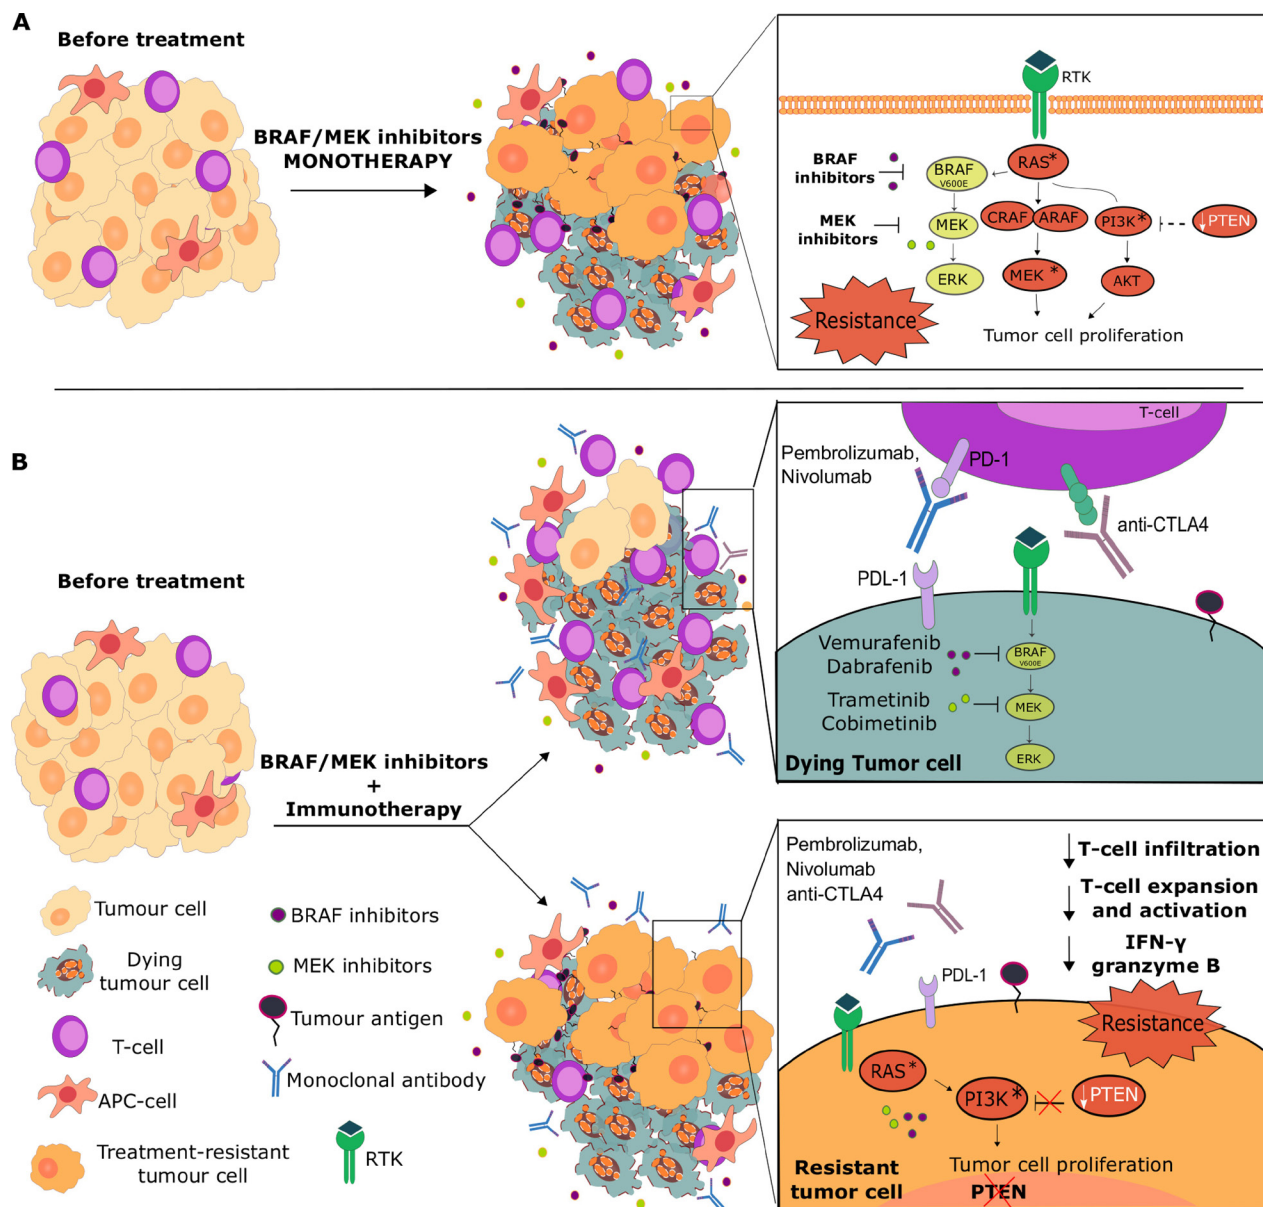 A
Before treatment
BRAF/MEK inhibitors
MONOTHERAPY
RTK
BRAF
inhibitors
BRAF
V600E
RAS*
MEK
inhibitors
MEK
CRAF
ARAF
PI3K*
↓PTEN
ERK
MEK *
AKT
Resistance
Tumor cell proliferation
B
Before treatment
BRAF/MEK inhibitors
+
Immunotherapy
T-cell
Pembrolizumab,
Nivolumab
PD-1
anti-CTLA4
PDL-1
Vemurafenib
Dabrafenib
BRAF
V600E
Trametinib
Cobimetinib
MEK
ERK
Dying Tumor cell
Pembrolizumab,
Nivolumab
anti-CTLA4
↓ T-cell infiltration
↓ T-cell expansion
and activation
↓ IFN-γ
granzyme B
PDL-1
Resistance
RAS*
PI3K*
↓PTEN
Tumor cell proliferation
Resistant
tumor cell
PTEN
Tumour cell
Dying
tumour cell
T-cell
APC-cell
Treatment-resistant
tumour cell
BRAF inhibitors
MEK inhibitors
Tumour antigen
Monoclonal antibody
RTK